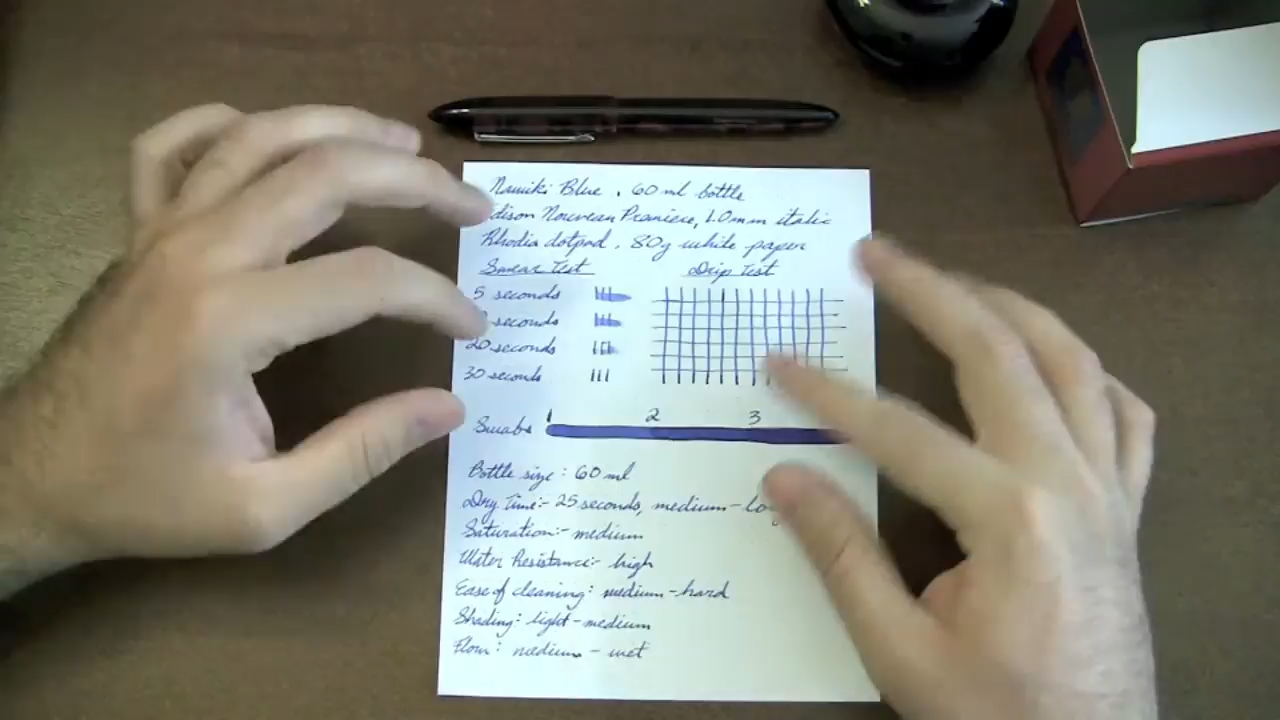 Namiki Blue, 60 ml bottle
dison Nouveau Premiere, 1.0mm italic
Rhodia dotpad, 80g white paper
Smear Test Drip Test
5 seconds
seconds
20 seconds
30 seconds
1 2 3
Swabs
Bottle size: 60 ml
Dry Time:- 25 seconds, medium-
Saturation:- medium
Water Resistance:- high
Ease of cleaning: medium-hard
Shading: light-medium
Flow: medium - wet